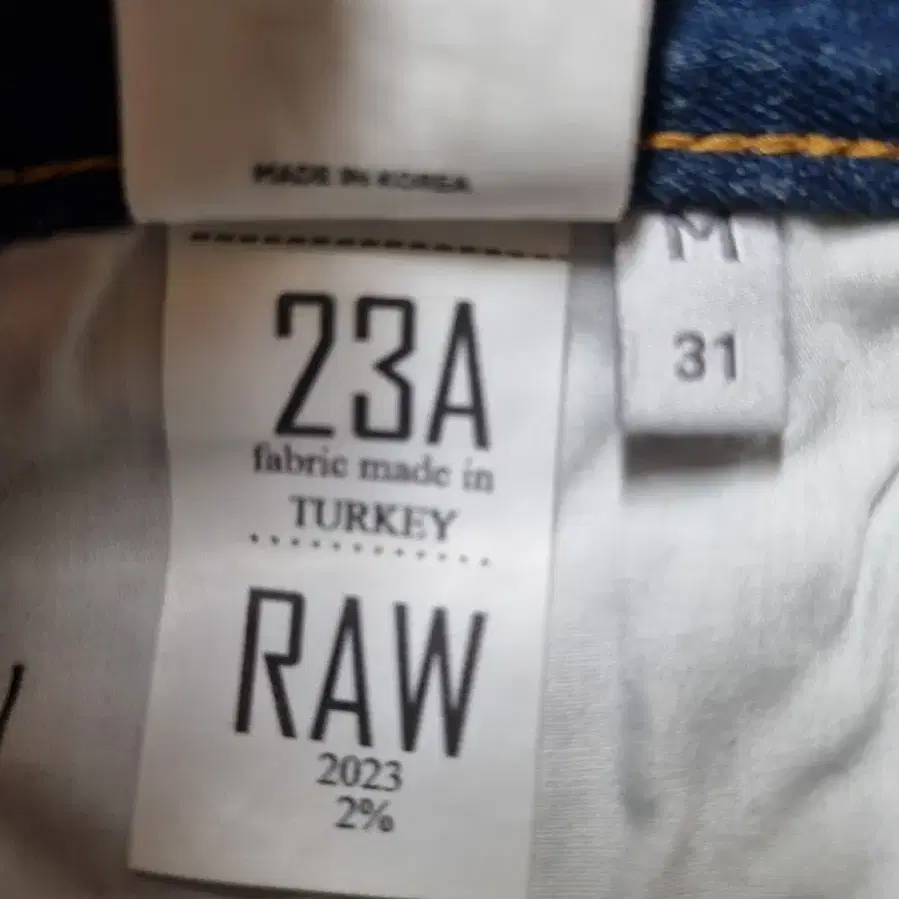 MADE IN KOREA
23A
fabric made in
TURKEY
RAW
2023
2%
M
31